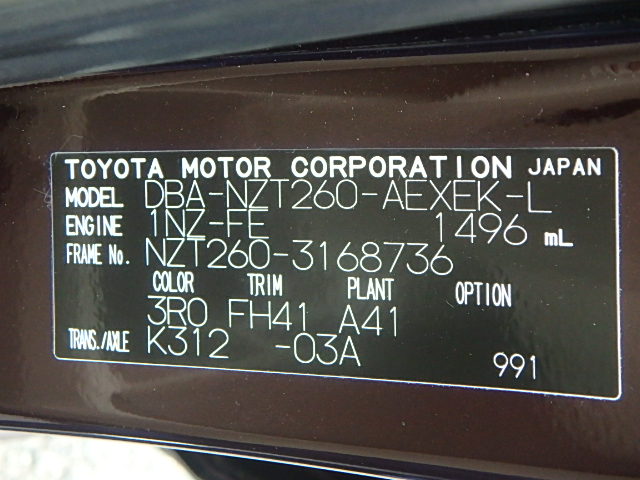 TOYOTA MOTOR CORPORATION JAPAN
MODEL DBA-NZT260-AEXEK-L
ENGINE 1NZ-FE 1496 mL
FRAME No. NZT260-3168736
COLOR TRIM PLANT OPTION
3R0 FH41 A41
TRANS./AXLE K312 -03A
991